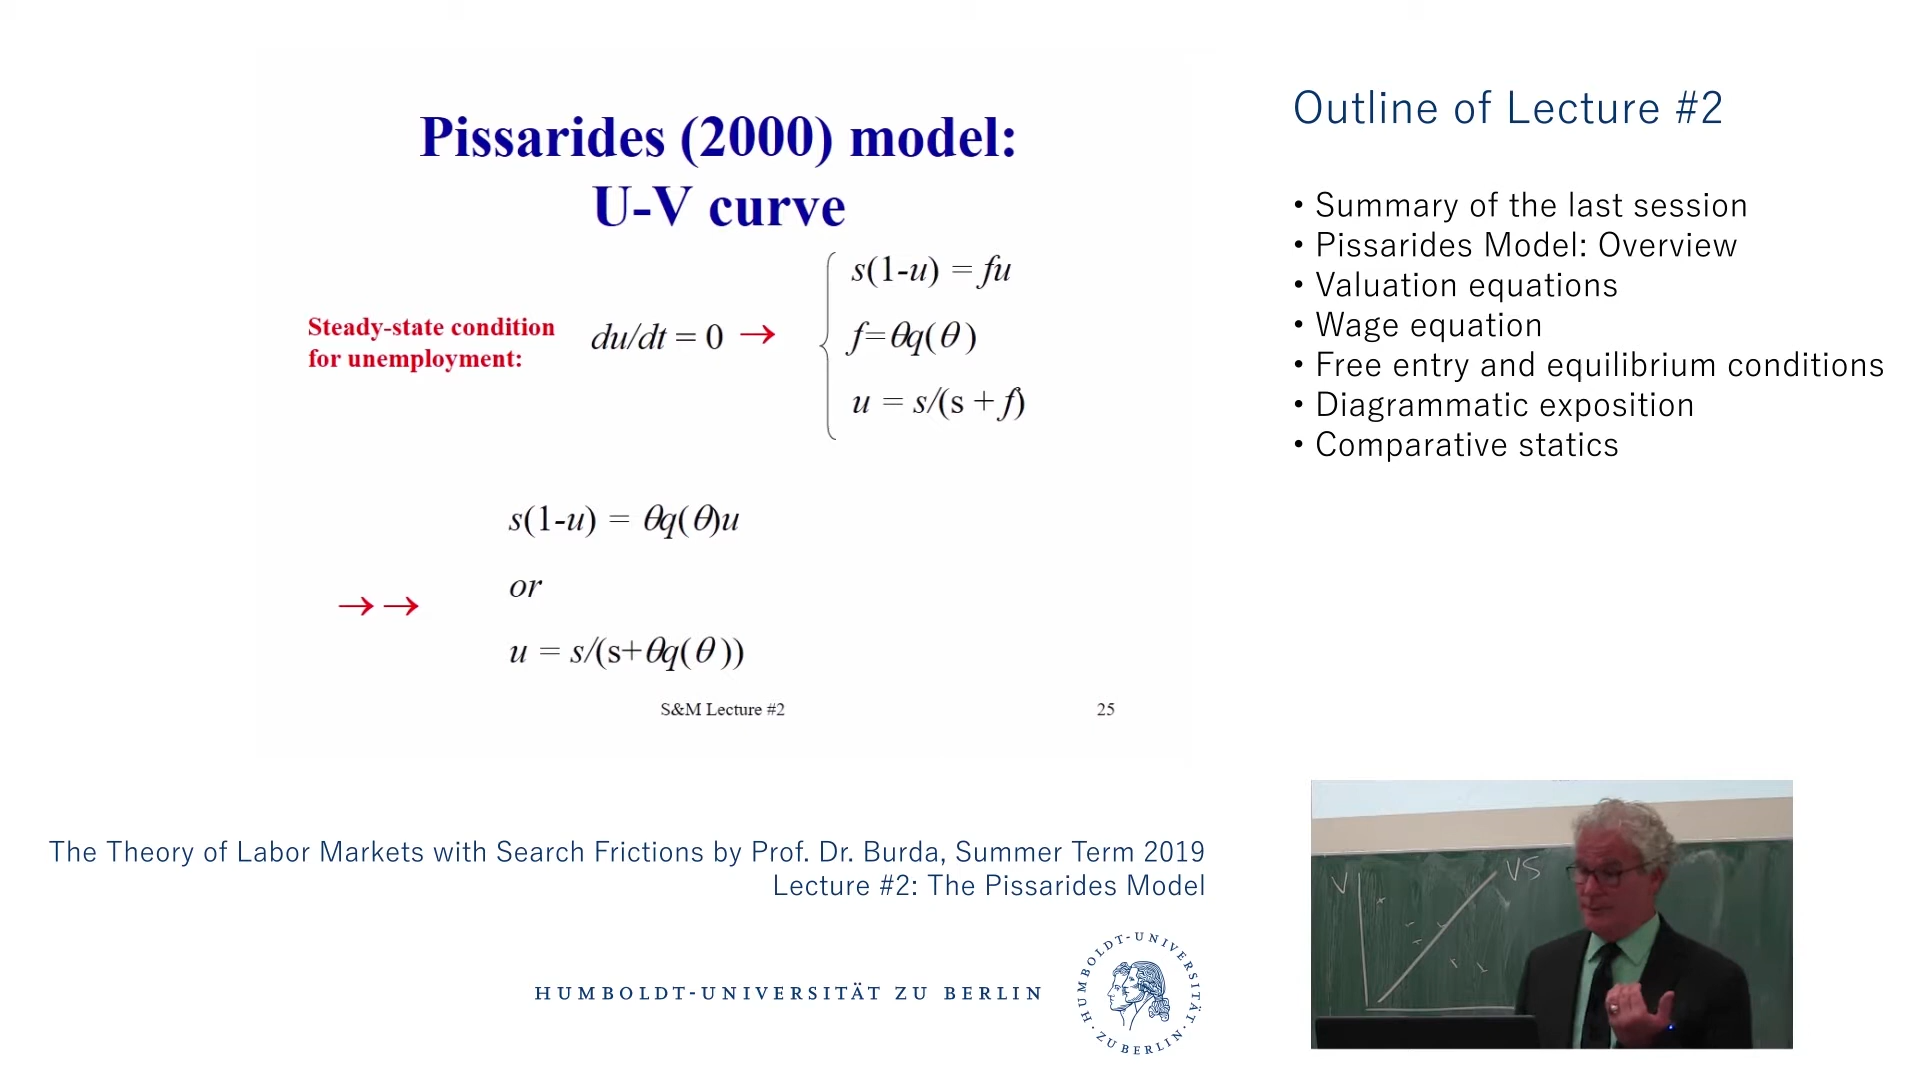 Pissarides (2000) model:
U-V curve
Steady-state condition
for unemployment:
du/dt = 0 →
s(1-u) = fu
f=θq(θ)
u = s/(s + f)
→→
s(1-u) = θq(θ)u
or
u = s/(s+θq(θ))
S&M Lecture #2
25
Outline of Lecture #2
• Summary of the last session
• Pissarides Model: Overview
• Valuation equations
• Wage equation
• Free entry and equilibrium conditions
• Diagrammatic exposition
• Comparative statics
The Theory of Labor Markets with Search Frictions by Prof. Dr. Burda, Summer Term 2019
Lecture #2: The Pissarides Model
HUMBOLDT-UNIVERSITÄT ZU BERLIN
HUMBOLDT-UNIVERSITÄT · ZU BERLIN ·
V
VS